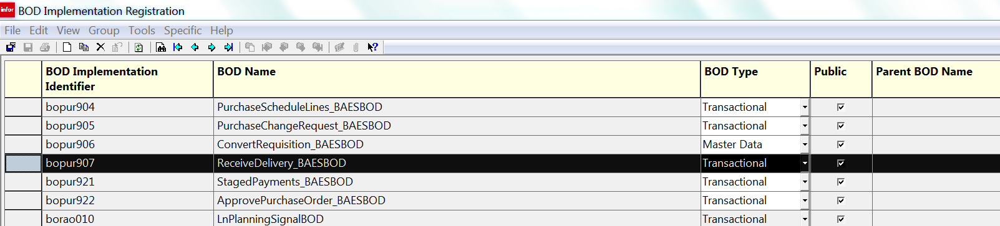 infor BOD Implementation Registration
File Edit View Group Tools Specific Help
BOD Implementation Identifier BOD Name BOD Type Public Parent BOD Name
bopur904 PurchaseScheduleLines_BAESBOD Transactional
bopur905 PurchaseChangeRequest_BAESBOD Transactional
bopur906 ConvertRequisition_BAESBOD Master Data
bopur907 ReceiveDelivery_BAESBOD Transactional
bopur921 StagedPayments_BAESBOD Transactional
bopur922 ApprovePurchaseOrder_BAESBOD Transactional
borao010 LnPlanningSignalBOD Transactional